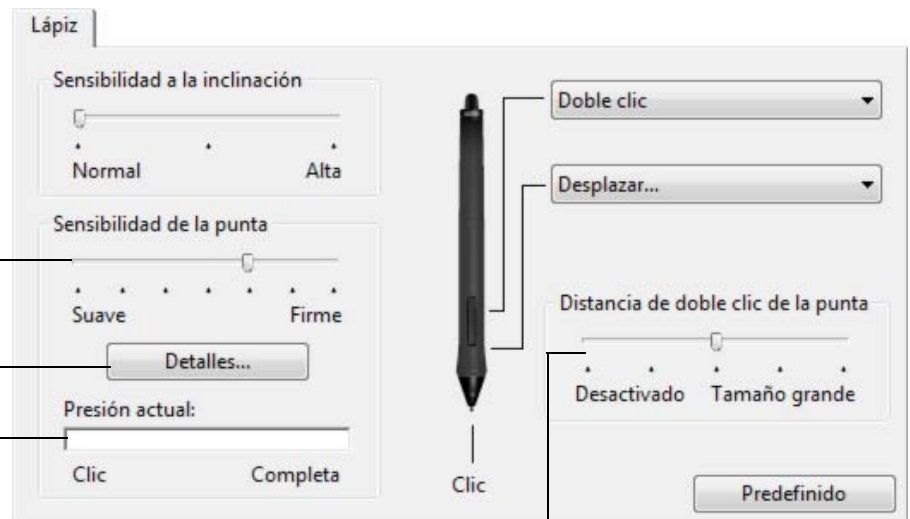 Lápiz
Sensibilidad a la inclinación
Normal Alta
Sensibilidad de la punta
Suave Firme
Detalles...
Presión actual:
Clic Completa
Doble clic
Desplazar...
Clic
Distancia de doble clic de la punta
Desactivado Tamaño grande
Predefinido